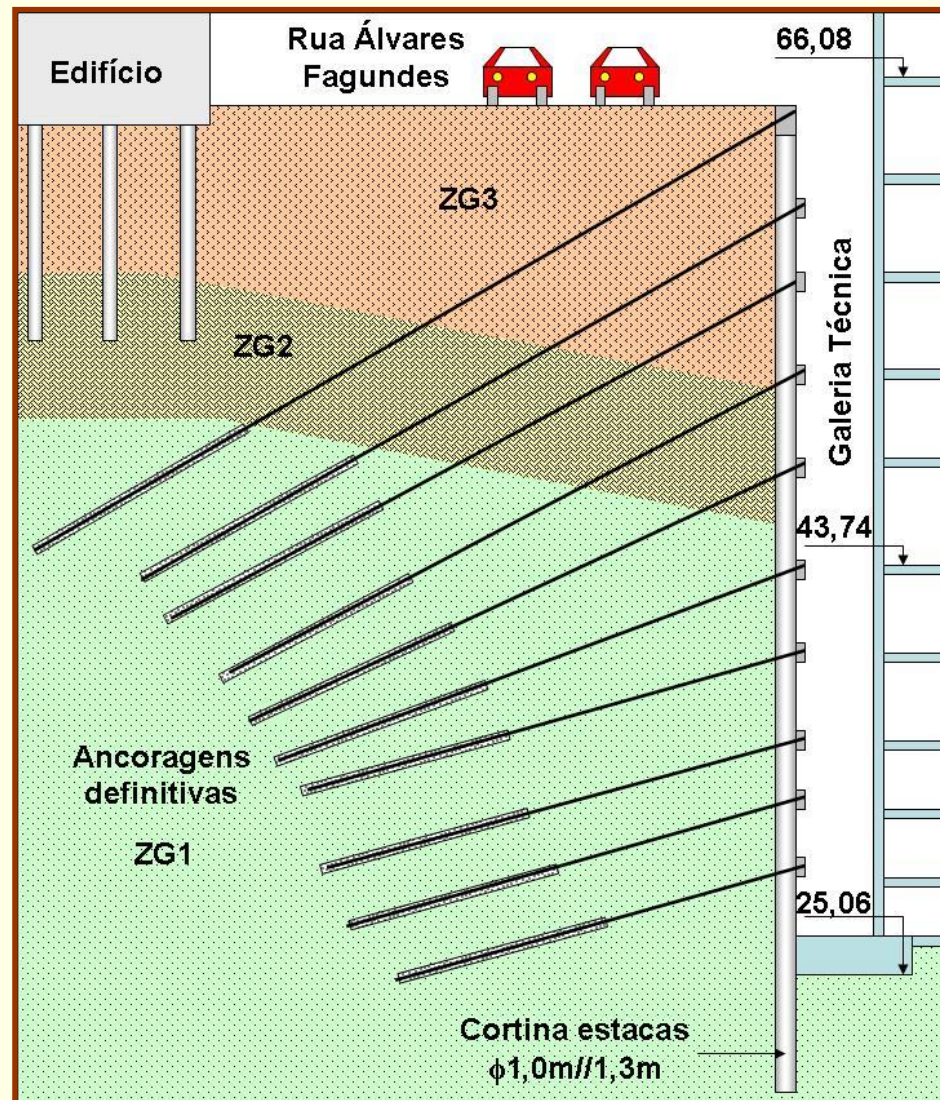 Edifício
Rua Álvares
Fagundes
66,08
ZG3
ZG2
Galeria Técnica
43,74
Ancoragens
definitivas
ZG1
25,06
Cortina estacas
ϕ1,0m//1,3m